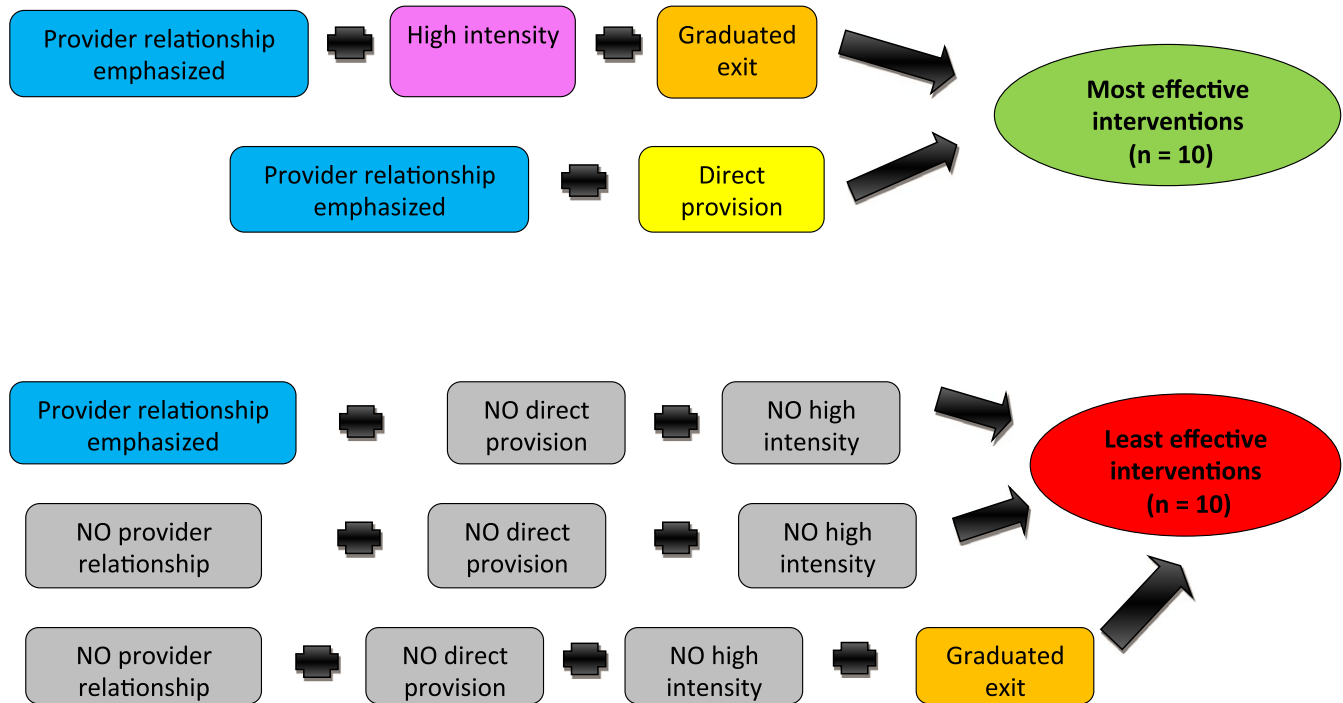 Provider relationship
emphasized
High intensity
Graduated
exit
Most effective
interventions
(n = 10)
Provider relationship
emphasized
Direct
provision
Provider relationship
emphasized
NO direct
provision
NO high
intensity
Least effective
interventions
(n = 10)
NO provider
relationship
NO direct
provision
NO high
intensity
NO provider
relationship
NO direct
provision
NO high
intensity
Graduated
exit